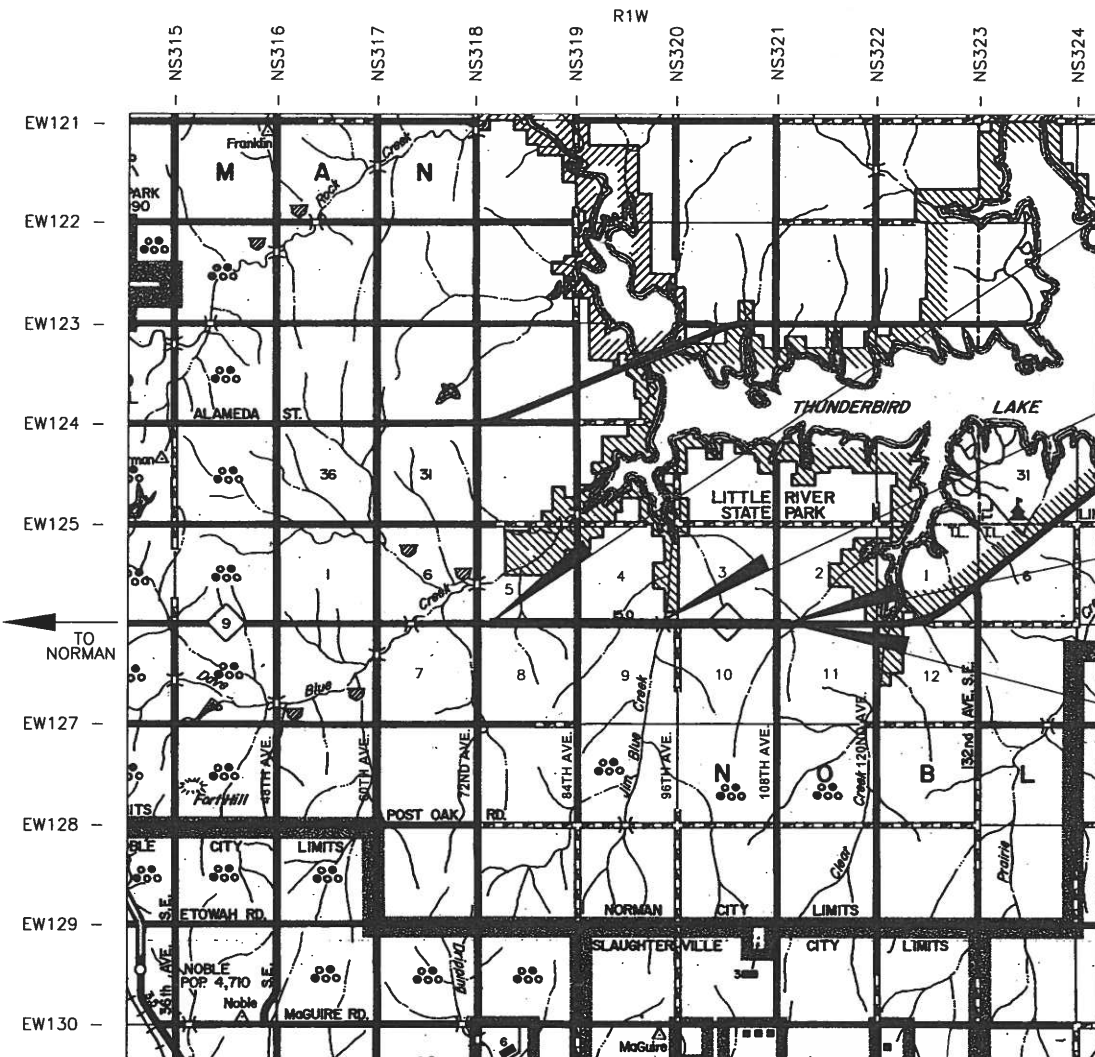 R1W
NS315
NS316
NS317
NS318
NS319
NS320
NS321
NS322
NS323
NS324
EW121
Franklin
Creek
M A N
Rock
PARK
EW122
EW123
THUNDERBIRD LAKE
ALAMEDA ST.
EW124
36
31
31
LITTLE RIVER
STATE PARK
T.L.
T.L.
T.L.
EW125
1
6
5
4
3
2
1
6
Creek
9
TO
NORMAN
7
8
9
10
11
12
Dave
Blue
Jim Blue Creek
132nd AVE. S.E.
EW127
48TH AVE.
60TH AVE.
72ND AVE.
84TH AVE.
96TH AVE.
108TH AVE.
120ND AVE.
N O B L
Fort Hill
Creek
Clear
Prairie
POST OAK RD.
EW128
CITY LIMITS
ETOWAH RD.
NORMAN CITY LIMITS
EW129
SLAUGHTERVILLE CITY LIMITS
36th AVE. S.E.
S.E.
NOBLE
POP. 4,710
Noble
Dripping
3
McGUIRE RD.
EW130
6
McGuire